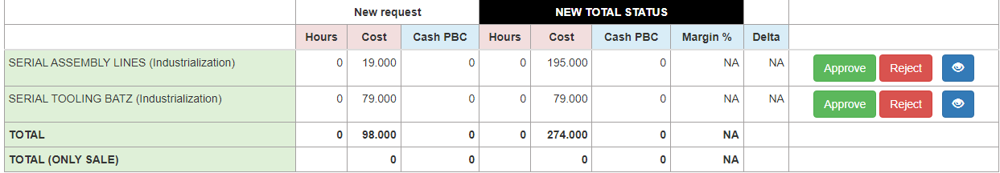 New request NEW TOTAL STATUS
Hours Cost Cash PBC Hours Cost Cash PBC Margin % Delta
SERIAL ASSEMBLY LINES (Industrialization) 0 19.000 0 0 195.000 0 NA NA Approve Reject
SERIAL TOOLING BATZ (Industrialization) 0 79.000 0 0 79.000 0 NA NA Approve Reject
TOTAL 0 98.000 0 0 274.000 0 NA
TOTAL (ONLY SALE) 0 0 0 0 NA